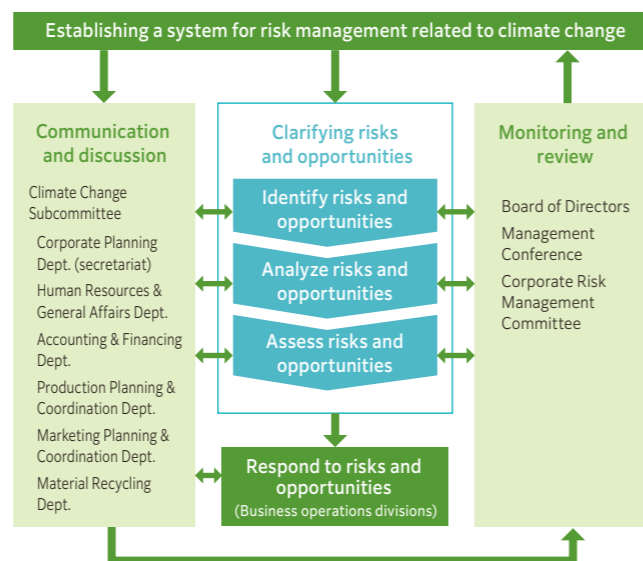 Establishing a system for risk management related to climate change
Communication
and discussion
Climate Change
Subcommittee
Corporate Planning
Dept. (secretariat)
Human Resources &
General Affairs Dept.
Accounting & Financing
Dept.
Production Planning &
Coordination Dept.
Marketing Planning &
Coordination Dept.
Material Recycling
Dept.
Clarifying risks
and opportunities
Identify risks and
opportunities
Analyze risks and
opportunities
Assess risks and
opportunities
Respond to risks and
opportunities
(Business operations divisions)
Monitoring and
review
Board of Directors
Management
Conference
Corporate Risk
Management
Committee